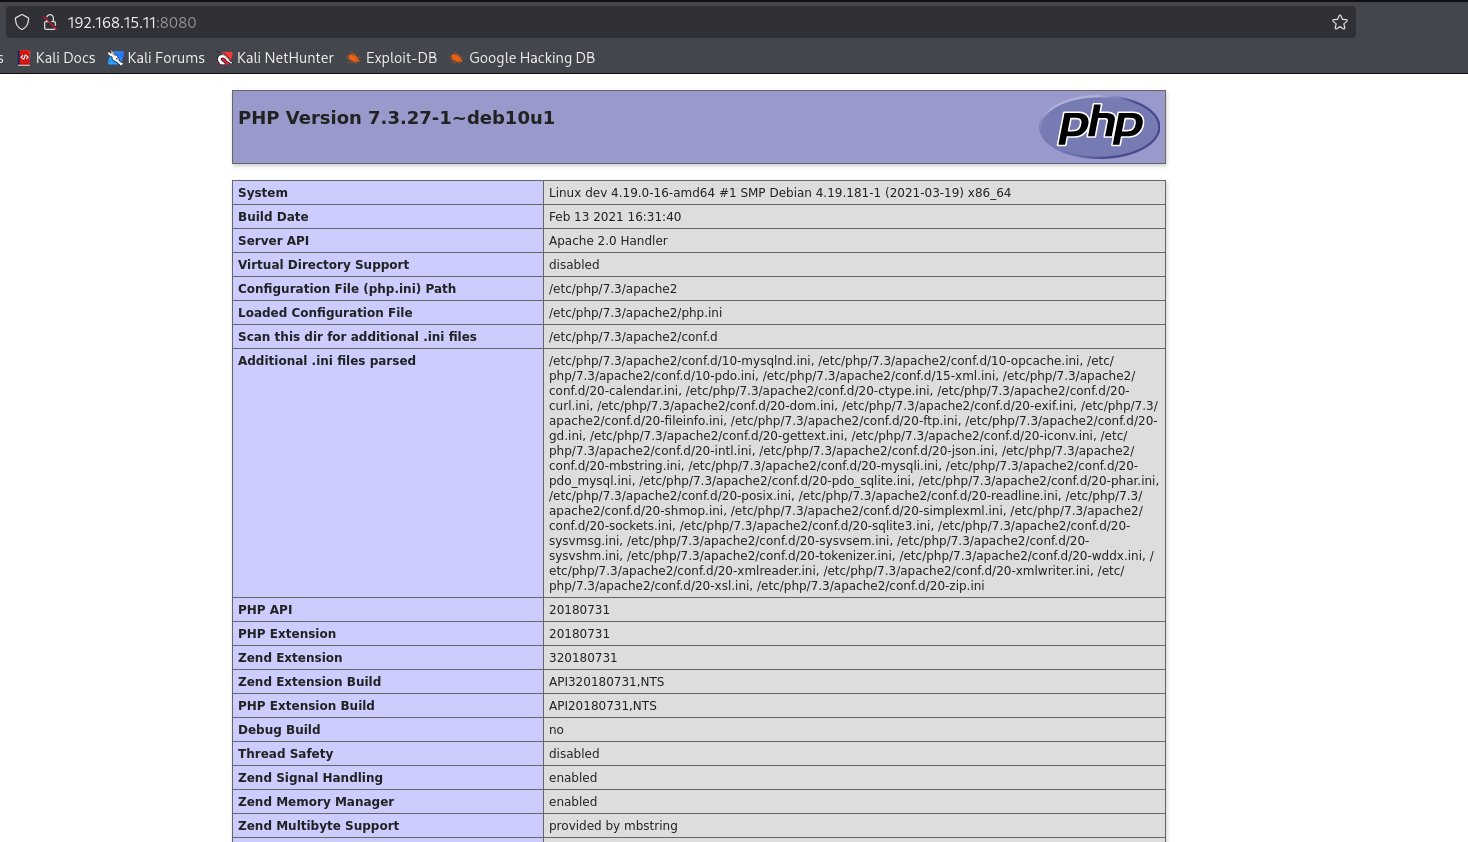 192.168.15.11:8080
s Kali Docs Kali Forums Kali NetHunter Exploit-DB Google Hacking DB
PHP Version 7.3.27-1~deb10u1
php
System Linux dev 4.19.0-16-amd64 #1 SMP Debian 4.19.181-1 (2021-03-19) x86_64
Build Date Feb 13 2021 16:31:40
Server API Apache 2.0 Handler
Virtual Directory Support disabled
Configuration File (php.ini) Path /etc/php/7.3/apache2
Loaded Configuration File /etc/php/7.3/apache2/php.ini
Scan this dir for additional .ini files /etc/php/7.3/apache2/conf.d
Additional .ini files parsed /etc/php/7.3/apache2/conf.d/10-mysqlnd.ini, /etc/php/7.3/apache2/conf.d/10-opcache.ini, /etc/
php/7.3/apache2/conf.d/10-pdo.ini, /etc/php/7.3/apache2/conf.d/15-xml.ini, /etc/php/7.3/apache2/
conf.d/20-calendar.ini, /etc/php/7.3/apache2/conf.d/20-ctype.ini, /etc/php/7.3/apache2/conf.d/20-
curl.ini, /etc/php/7.3/apache2/conf.d/20-dom.ini, /etc/php/7.3/apache2/conf.d/20-exif.ini, /etc/php/7.3/
apache2/conf.d/20-fileinfo.ini, /etc/php/7.3/apache2/conf.d/20-ftp.ini, /etc/php/7.3/apache2/conf.d/20-
gd.ini, /etc/php/7.3/apache2/conf.d/20-gettext.ini, /etc/php/7.3/apache2/conf.d/20-iconv.ini, /etc/
php/7.3/apache2/conf.d/20-intl.ini, /etc/php/7.3/apache2/conf.d/20-json.ini, /etc/php/7.3/apache2/
conf.d/20-mbstring.ini, /etc/php/7.3/apache2/conf.d/20-mysqli.ini, /etc/php/7.3/apache2/conf.d/20-
pdo_mysql.ini, /etc/php/7.3/apache2/conf.d/20-pdo_sqlite.ini, /etc/php/7.3/apache2/conf.d/20-phar.ini,
/etc/php/7.3/apache2/conf.d/20-posix.ini, /etc/php/7.3/apache2/conf.d/20-readline.ini, /etc/php/7.3/
apache2/conf.d/20-shmop.ini, /etc/php/7.3/apache2/conf.d/20-simplexml.ini, /etc/php/7.3/apache2/
conf.d/20-sockets.ini, /etc/php/7.3/apache2/conf.d/20-sqlite3.ini, /etc/php/7.3/apache2/conf.d/20-
sysvmsg.ini, /etc/php/7.3/apache2/conf.d/20-sysvsem.ini, /etc/php/7.3/apache2/conf.d/20-
sysvshm.ini, /etc/php/7.3/apache2/conf.d/20-tokenizer.ini, /etc/php/7.3/apache2/conf.d/20-wddx.ini, /
etc/php/7.3/apache2/conf.d/20-xmlreader.ini, /etc/php/7.3/apache2/conf.d/20-xmlwriter.ini, /etc/
php/7.3/apache2/conf.d/20-xsl.ini, /etc/php/7.3/apache2/conf.d/20-zip.ini
PHP API 20180731
PHP Extension 20180731
Zend Extension 320180731
Zend Extension Build API320180731,NTS
PHP Extension Build API20180731,NTS
Debug Build no
Thread Safety disabled
Zend Signal Handling enabled
Zend Memory Manager enabled
Zend Multibyte Support provided by mbstring